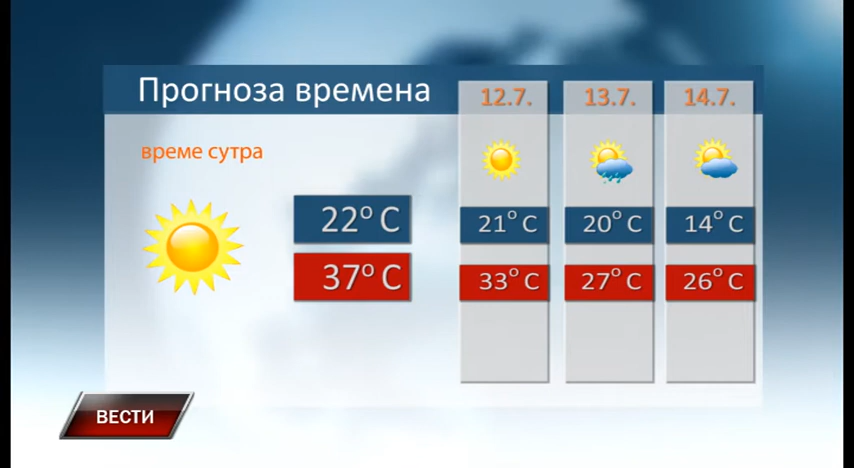 Прогноза времена
12.7. 13.7. 14.7.
време сутра
22° C
37° C
21° C 20° C 14° C
33° C 27° C 26° C
ВЕСТИ